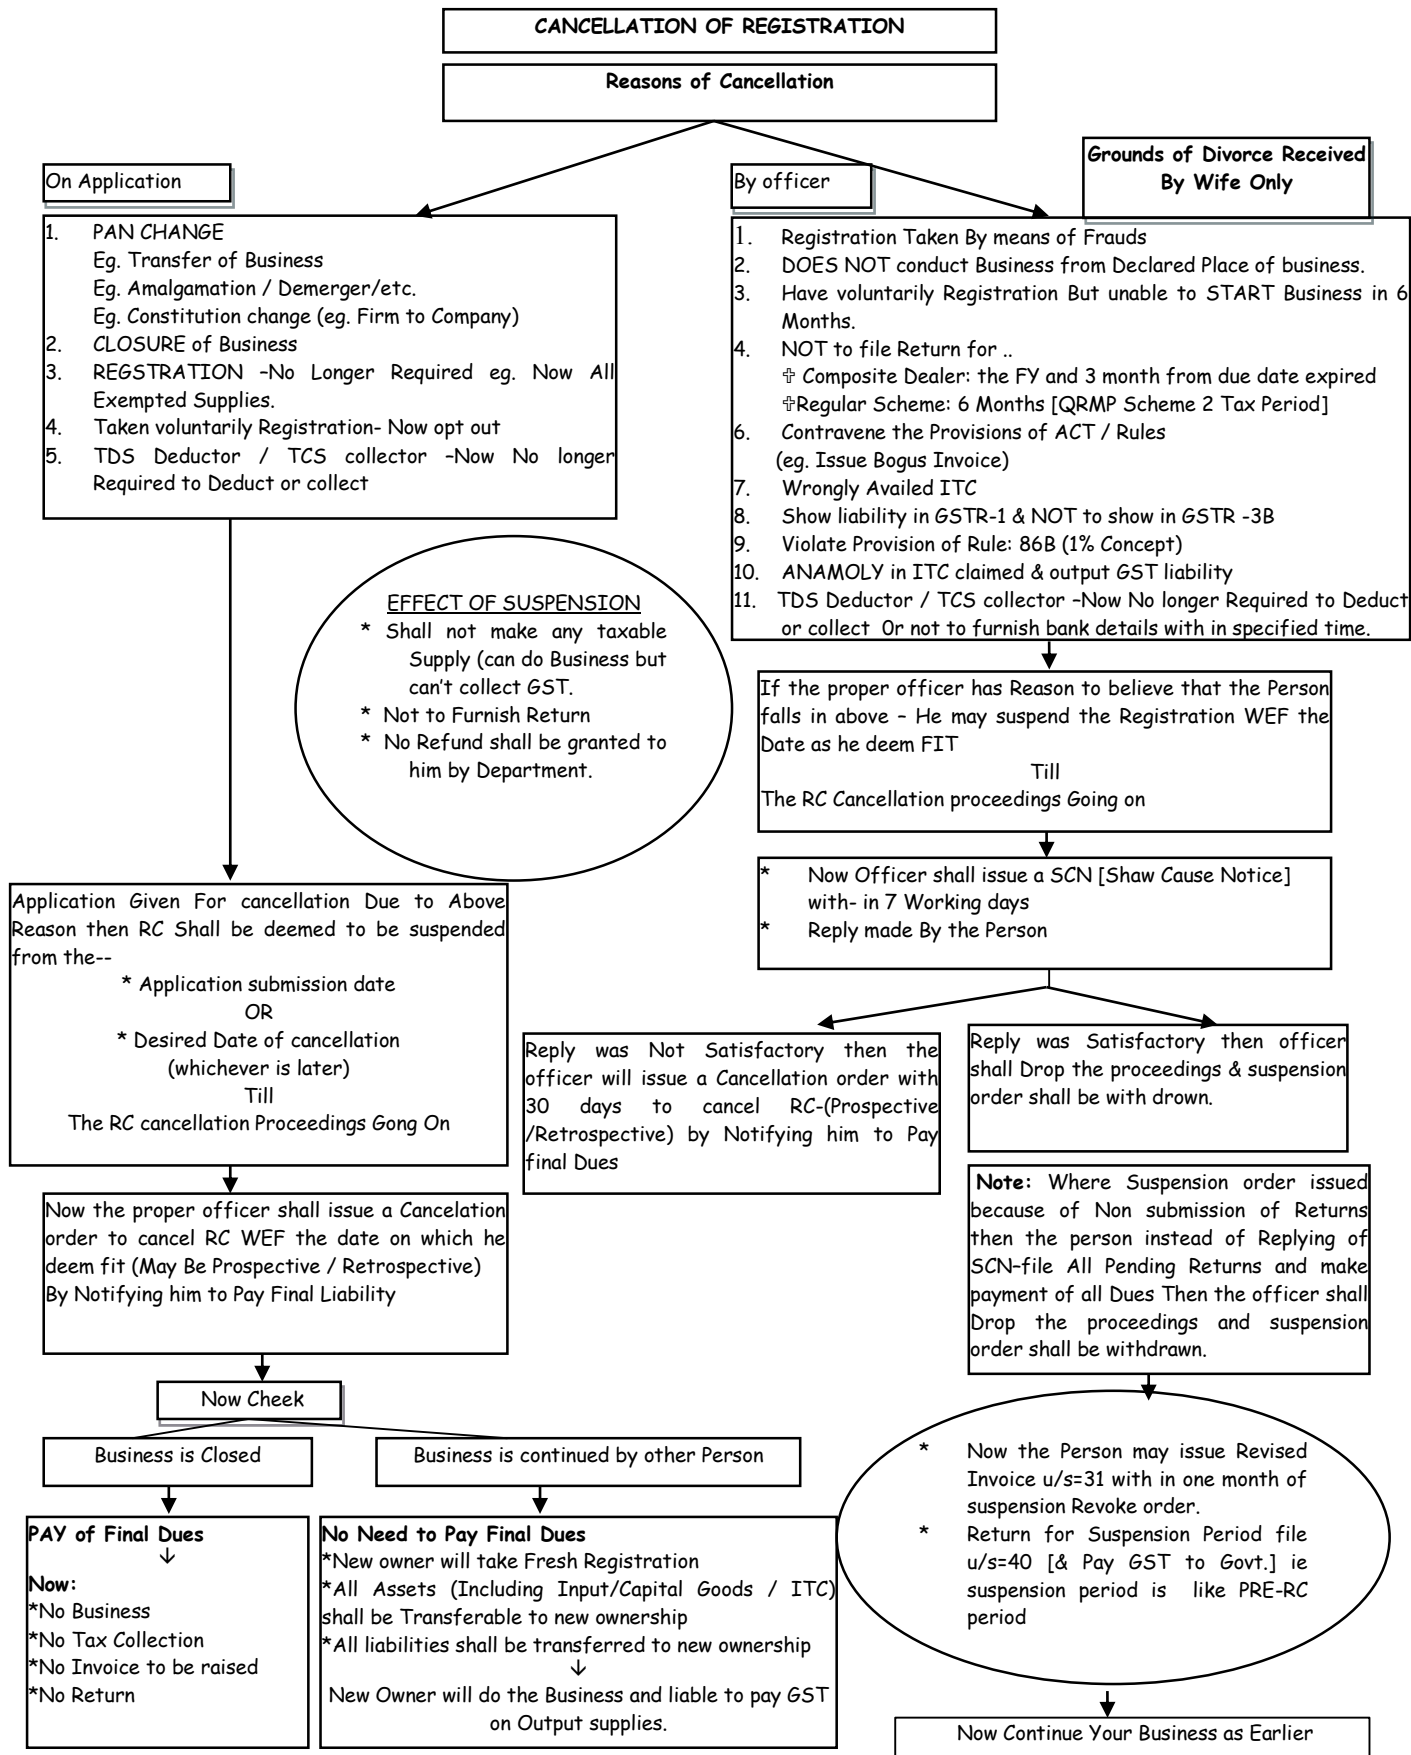 CANCELLATION OF REGISTRATION
Reasons of Cancellation
On Application
1. PAN CHANGE
Eg. Transfer of Business
Eg. Amalgamation / Demerger/etc.
Eg. Constitution change (eg. Firm to Company)
2. CLOSURE of Business
3. REGSTRATION –No Longer Required eg. Now All
Exempted Supplies.
4. Taken voluntarily Registration- Now opt out
5. TDS Deductor / TCS collector –Now No longer
Required to Deduct or collect
By officer
Grounds of Divorce Received
By Wife Only
1. Registration Taken By means of Frauds
2. DOES NOT conduct Business from Declared Place of business.
3. Have voluntarily Registration But unable to START Business in 6
Months.
4. NOT to file Return for ..
✞ Composite Dealer: the FY and 3 month from due date expired
✞Regular Scheme: 6 Months [QRMP Scheme 2 Tax Period]
6. Contravene the Provisions of ACT / Rules
(eg. Issue Bogus Invoice)
7. Wrongly Availed ITC
8. Show liability in GSTR-1 & NOT to show in GSTR -3B
9. Violate Provision of Rule: 86B (1% Concept)
10. ANAMOLY in ITC claimed & output GST liability
11. TDS Deductor / TCS collector –Now No longer Required to Deduct
or collect 0r not to furnish bank details with in specified time.
EFFECT OF SUSPENSION
* Shall not make any taxable
Supply (can do Business but
can't collect GST.
* Not to Furnish Return
* No Refund shall be granted to
him by Department.
If the proper officer has Reason to believe that the Person
falls in above – He may suspend the Registration WEF the
Date as he deem FIT
Till
The RC Cancellation proceedings Going on
* Now Officer shall issue a SCN [Shaw Cause Notice]
with- in 7 Working days
* Reply made By the Person
Application Given For cancellation Due to Above
Reason then RC Shall be deemed to be suspended
from the--
* Application submission date
OR
* Desired Date of cancellation
(whichever is later)
Till
The RC cancellation Proceedings Gong On
Reply was Not Satisfactory then the
officer will issue a Cancellation order with
30 days to cancel RC-(Prospective
/Retrospective) by Notifying him to Pay
final Dues
Reply was Satisfactory then officer
shall Drop the proceedings & suspension
order shall be with drown.
Note: Where Suspension order issued
because of Non submission of Returns
then the person instead of Replying of
SCN–file All Pending Returns and make
payment of all Dues Then the officer shall
Drop the proceedings and suspension
order shall be withdrawn.
Now the proper officer shall issue a Cancelation
order to cancel RC WEF the date on which he
deem fit (May Be Prospective / Retrospective)
By Notifying him to Pay Final Liability
Now Cheek
Business is Closed
Business is continued by other Person
PAY of Final Dues
↓
Now:
*No Business
*No Tax Collection
*No Invoice to be raised
*No Return
No Need to Pay Final Dues
*New owner will take Fresh Registration
*All Assets (Including Input/Capital Goods / ITC)
shall be Transferable to new ownership
*All liabilities shall be transferred to new ownership
↓
New Owner will do the Business and liable to pay GST
on Output supplies.
* Now the Person may issue Revised
Invoice u/s=31 with in one month of
suspension Revoke order.
* Return for Suspension Period file
u/s=40 [& Pay GST to Govt.] ie
suspension period is like PRE-RC
period
Now Continue Your Business as Earlier